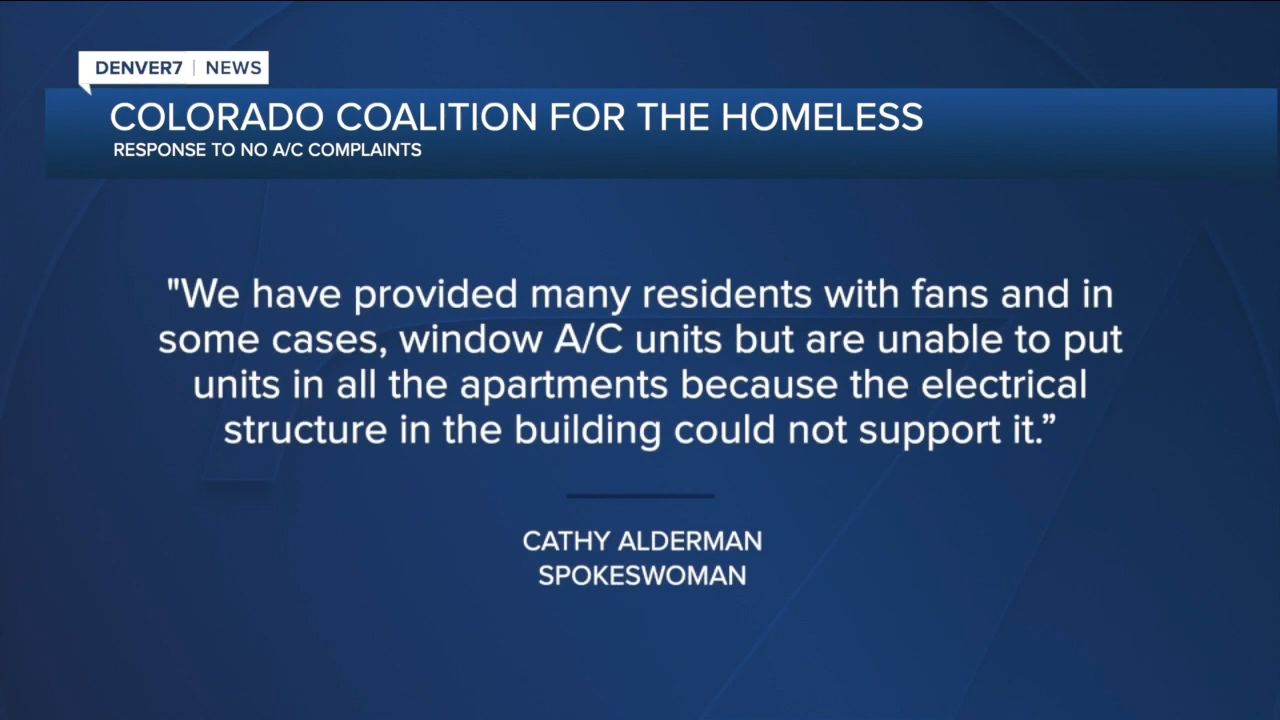 DENVER7 | NEWS
COLORADO COALITION FOR THE HOMELESS
RESPONSE TO NO A/C COMPLAINTS
"We have provided many residents with fans and in
some cases, window A/C units but are unable to put
units in all the apartments because the electrical
structure in the building could not support it.”
CATHY ALDERMAN
SPOKESWOMAN